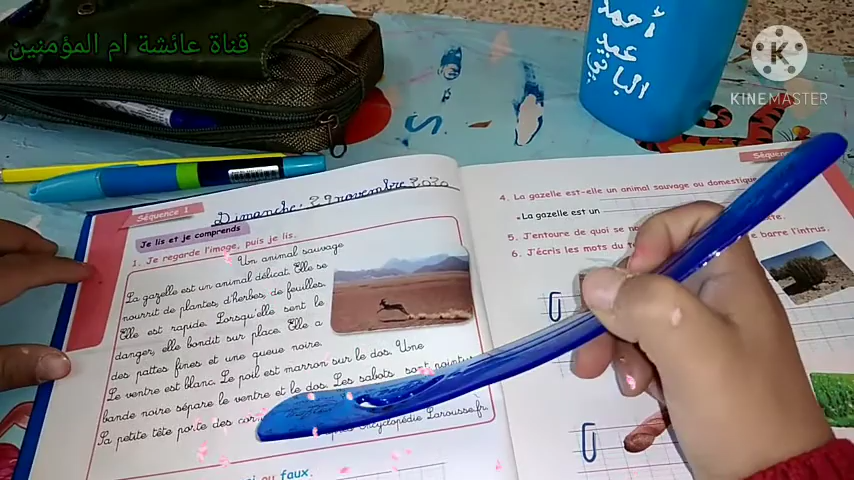 قناة عائشة ام المؤمنين
KINEMASTER
أحمد
عبد
الباقي
Séquence 1
Dimanche, 29 novembre 2020
Je lis et je comprends
1. Je regarde l'image, puis je lis.
Un animal sauvage
La gazelle est un animal délicat. Elle se
nourrit de plantes, d'herbes, de feuilles.
Elle est rapide. Lorsqu'elle est en
danger, elle bondit sur place. Elle a
des pattes fines et une queue noire.
Le ventre est blanc, le poil est marron sur le dos. Une
bande noire sépare le ventre et le dos.
Sa petite tête porte des
sabots
pointus
encyclopédie Larousse.fr
ou faux.
Séquence
4. La gazelle est-elle un animal sauvage ou domestique
• La gazelle est un
5. J'entoure de quoi
6. J'écris les mots du
barre l'intrus.